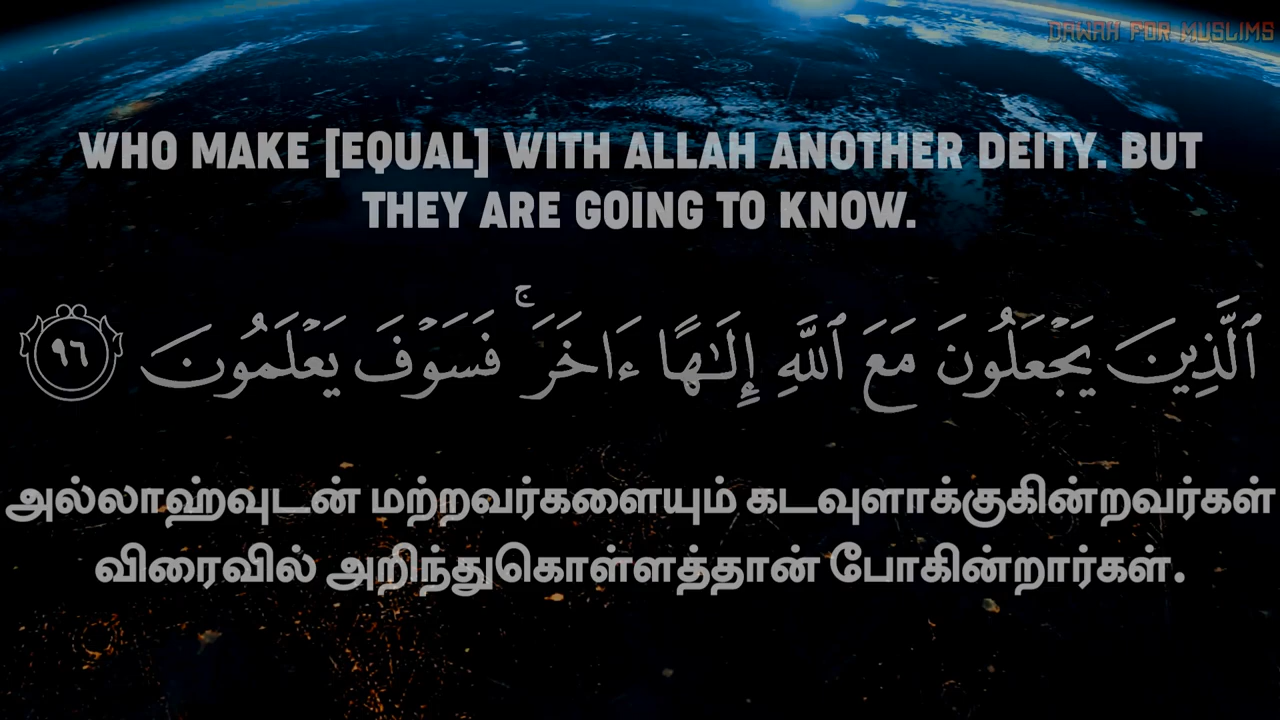 DAWAH FOR MUSLIMS
WHO MAKE [EQUAL] WITH ALLAH ANOTHER DEITY. BUT
THEY ARE GOING TO KNOW.
ٱلَّذِينَ يَجْعَلُونَ مَعَ ٱللَّهِ إِلَٰهًا ءَاخَرَ ۚ فَسَوْفَ يَعْلَمُونَ ٩٦
அல்லாஹ்வுடன் மற்றவர்களையும் கடவுளாக்குகின்றவர்கள்
விரைவில் அறிந்துகொள்ளத்தான் போகின்றார்கள்.